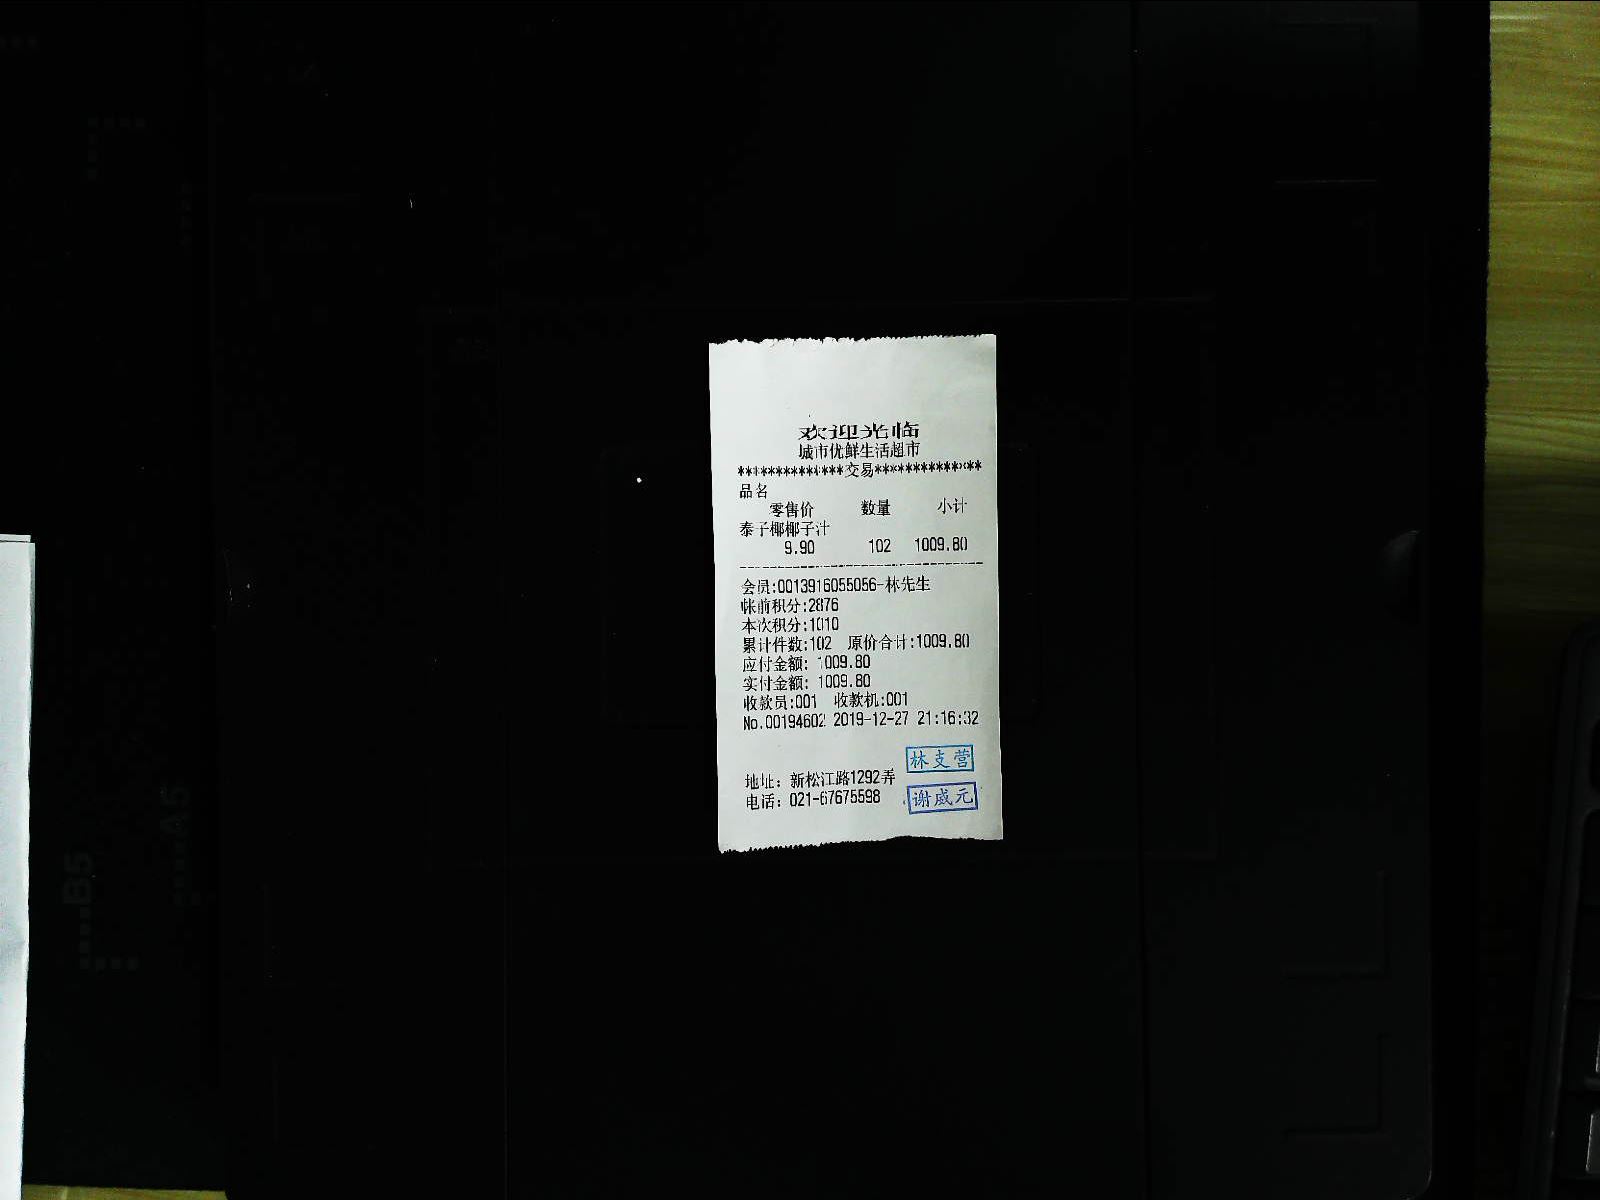 欢迎光临
城市优鲜生活超市
**************交易**************
品名
零售价 数量 小计
泰子椰椰子汁
9.90 102 1009.80
--------------------------------
会员:0013916055056-林先生
帐前积分:2876
本次积分:1010
累计件数:102 原价合计:1009.80
应付金额: 1009.80
实付金额: 1009.80
收款员:001 收款机:001
No.00194602 2019-12-27 21:16:32
林支营
地址: 新松江路1292弄
电话: 021-67675598
谢威元
B5
A5